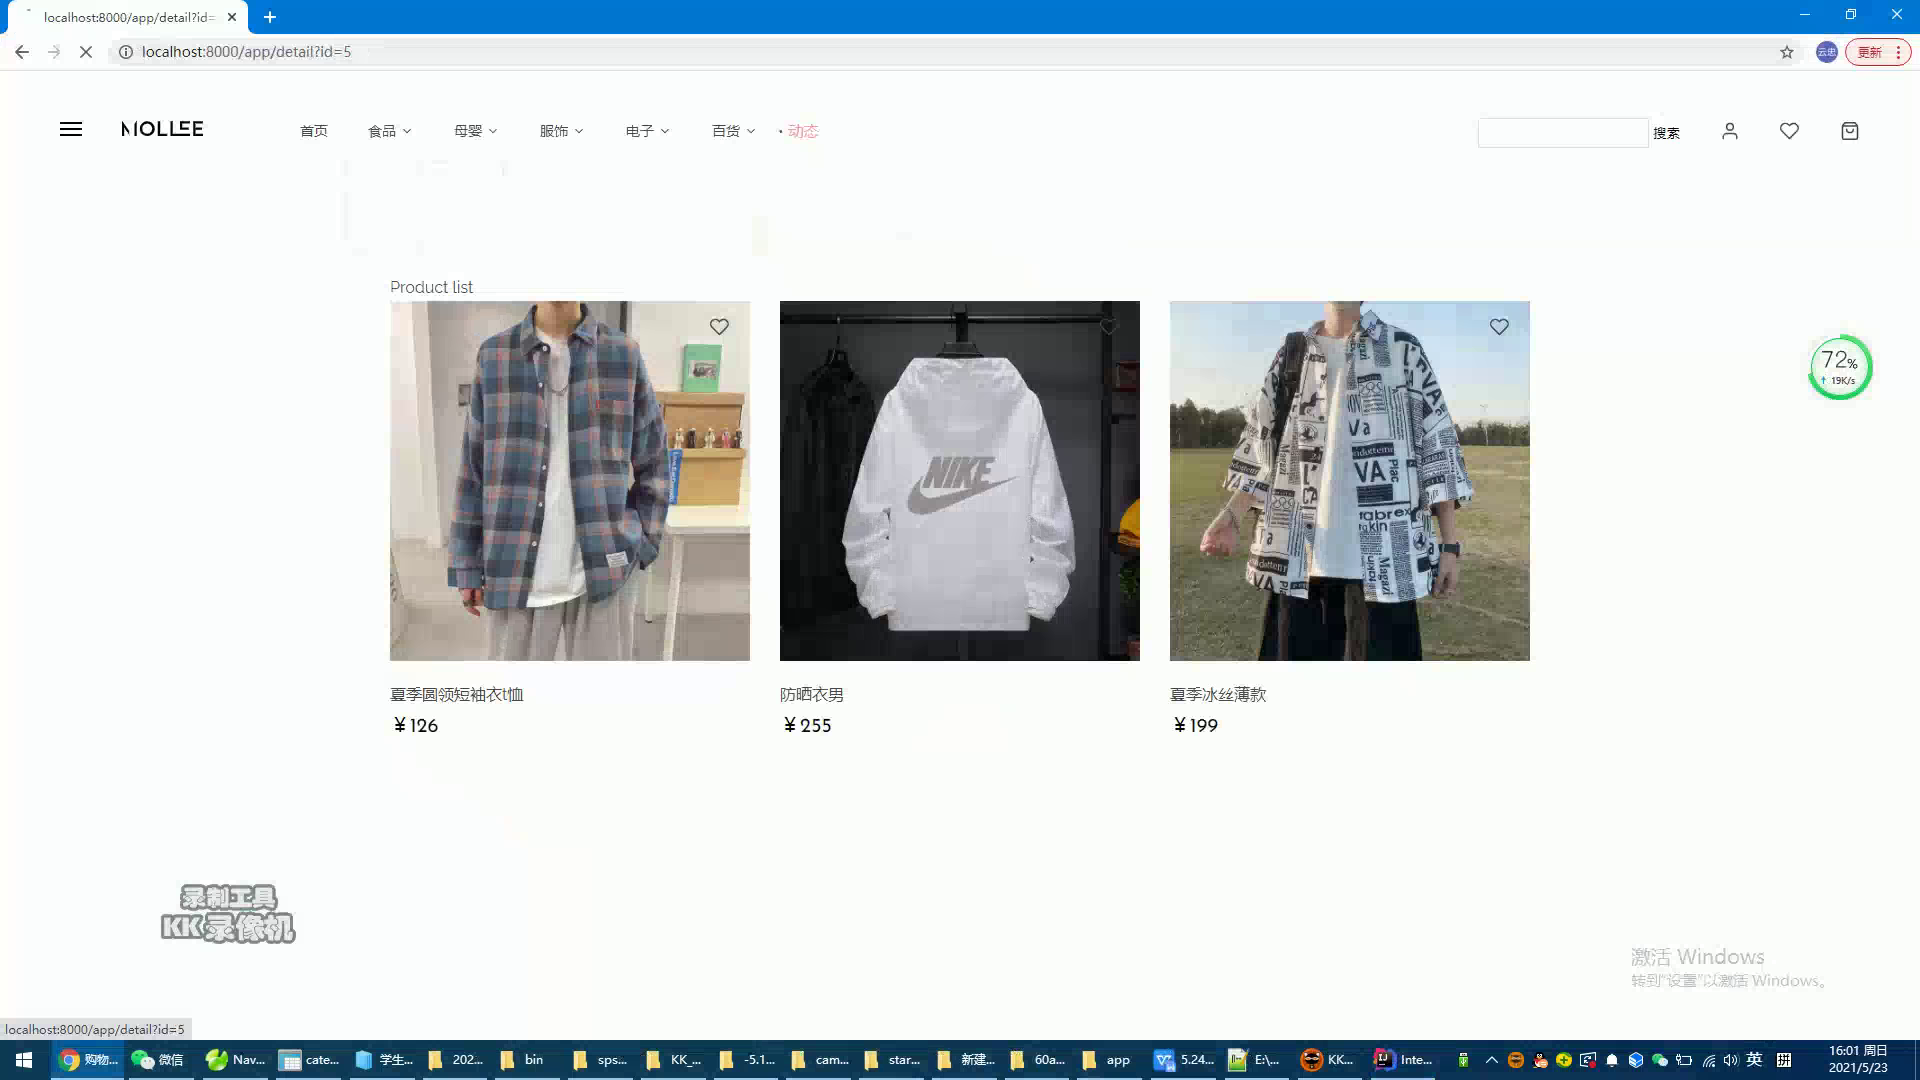 localhost:8000/app/detail?id=
localhost:8000/app/detail?id=5
云忠
更新
MOLLEE
首页
食品
母婴
服饰
电子
百货
• 动态
搜索
Product list
NIKE
72%
↑ 19K/s
夏季圆领短袖衣t恤
¥126
防晒衣男
¥255
夏季冰丝薄款
¥199
录制工具
KK录像机
激活 Windows
转到"设置"以激活 Windows。
localhost:8000/app/detail?id=5
购物...
微信
Nav...
cate...
学生...
202...
bin
sps...
KK_...
-5.1...
cam...
star...
新建...
60a...
app
5.24...
E:\...
KK...
Inte...
英
拼
16:01 周日
2021/5/23